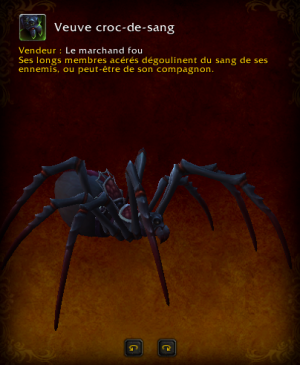 Veuve croc-de-sang
Vendeur : Le marchand fou
Ses longs membres acérés dégoulinent du sang de ses
ennemis, ou peut-être de son compagnon.